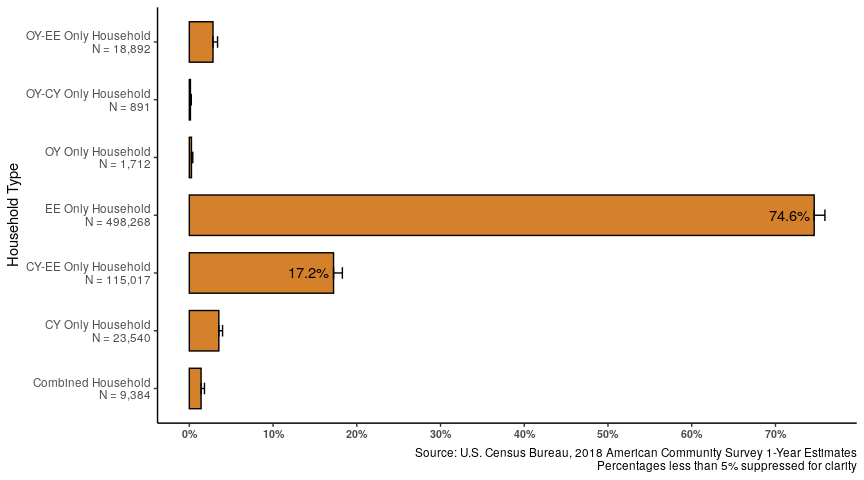 Household Type
OY-EE Only Household
N = 18,892
OY-CY Only Household
N = 891
OY Only Household
N = 1,712
EE Only Household
N = 498,268
74.6%
CY-EE Only Household
N = 115,017
17.2%
CY Only Household
N = 23,540
Combined Household
N = 9,384
0% 10% 20% 30% 40% 50% 60% 70%
Source: U.S. Census Bureau, 2018 American Community Survey 1-Year Estimates
Percentages less than 5% suppressed for clarity